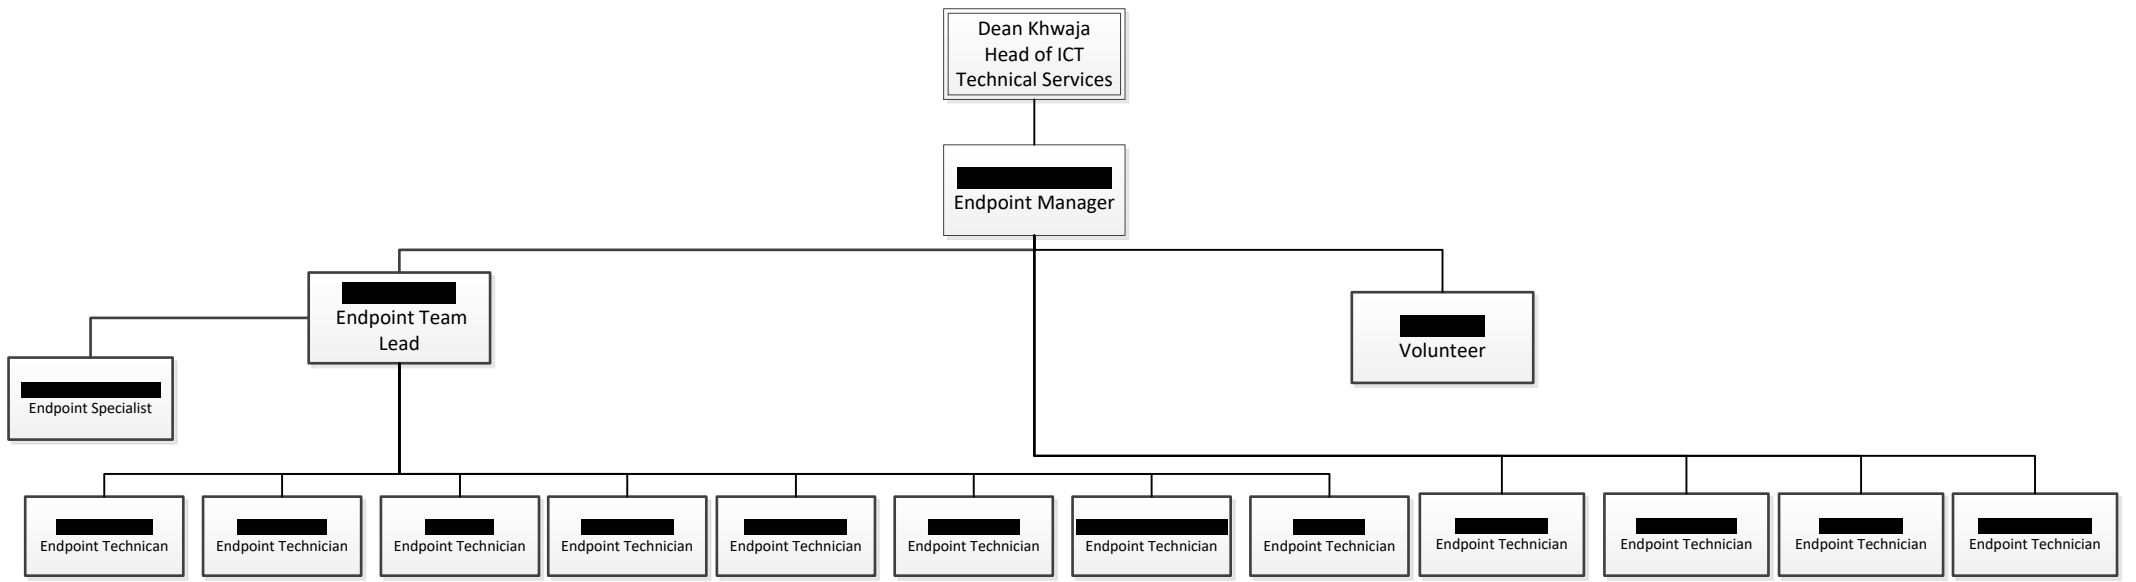 Dean Khwaja
Head of ICT
Technical Services
Endpoint Manager
Endpoint Team
Lead
Volunteer
Endpoint Specialist
Endpoint Technican
Endpoint Technician
Endpoint Technician
Endpoint Technician
Endpoint Technician
Endpoint Technician
Endpoint Technician
Endpoint Technician
Endpoint Technician
Endpoint Technician
Endpoint Technician
Endpoint Technician